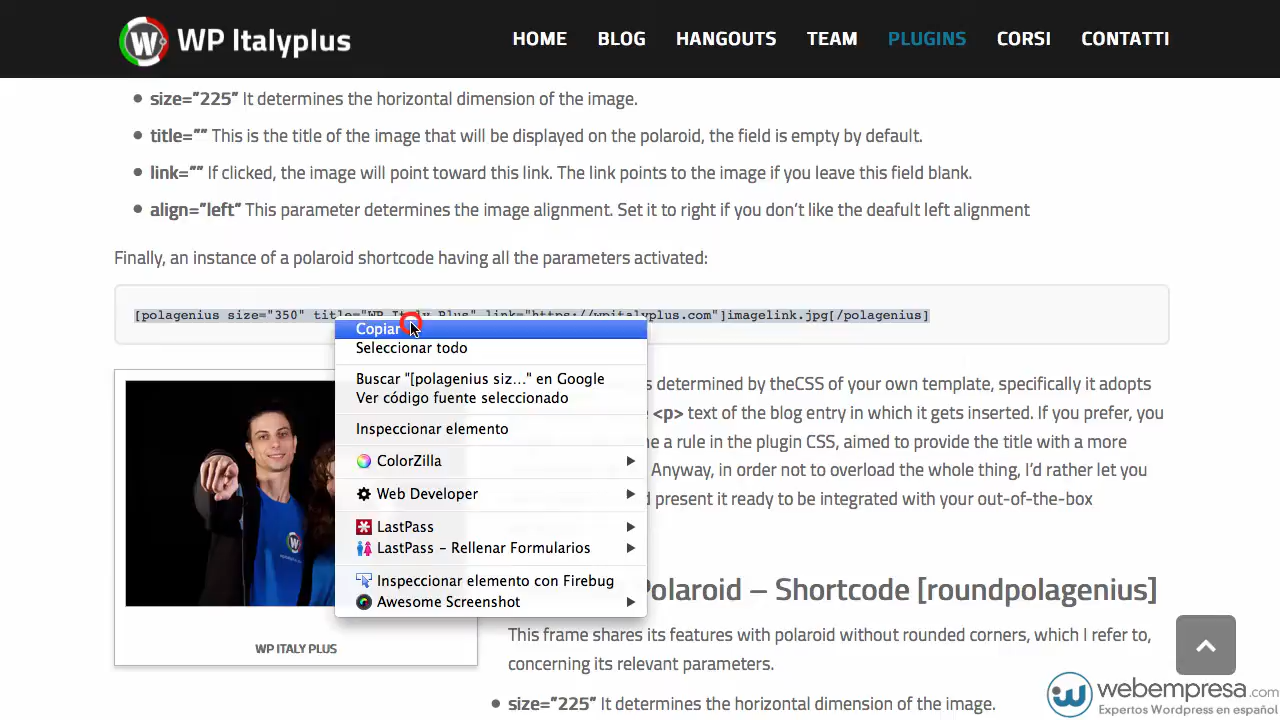 W WP Italyplus
HOME BLOG HANGOUTS TEAM PLUGINS CORSI CONTATTI
size=”225” It determines the horizontal dimension of the image.
title=”” This is the title of the image that will be displayed on the polaroid, the field is empty by default.
link=”” If clicked, the image will point toward this link. The link points to the image if you leave this field blank.
align=”left” This parameter determines the image alignment. Set it to right if you don’t like the deafult left alignment
Finally, an instance of a polaroid shortcode having all the parameters activated:
[polagenius size="350" title="WP Italy Plus" link="https://wpitalyplus.com"]imagelink.jpg[/polagenius]
Copiar
Seleccionar todo
Buscar "[polagenius siz..." en Google
Ver código fuente seleccionado
Inspeccionar elemento
ColorZilla
Web Developer
LastPass
LastPass – Rellenar Formularios
Inspeccionar elemento con Firebug
Awesome Screenshot
WP ITALY PLUS
s determined by theCSS of your own template, specifically it adopts
<p> text of the blog entry in which it gets inserted. If you prefer, you
e a rule in the plugin CSS, aimed to provide the title with a more
Anyway, in order not to overload the whole thing, I’d rather let you
d present it ready to be integrated with your out-of-the-box
Polaroid – Shortcode [roundpolagenius]
This frame shares its features with polaroid without rounded corners, which I refer to,
concerning its relevant parameters.
size=”225” It determines the horizontal dimension of the image.
webempresa.com
Expertos Wordpress en español